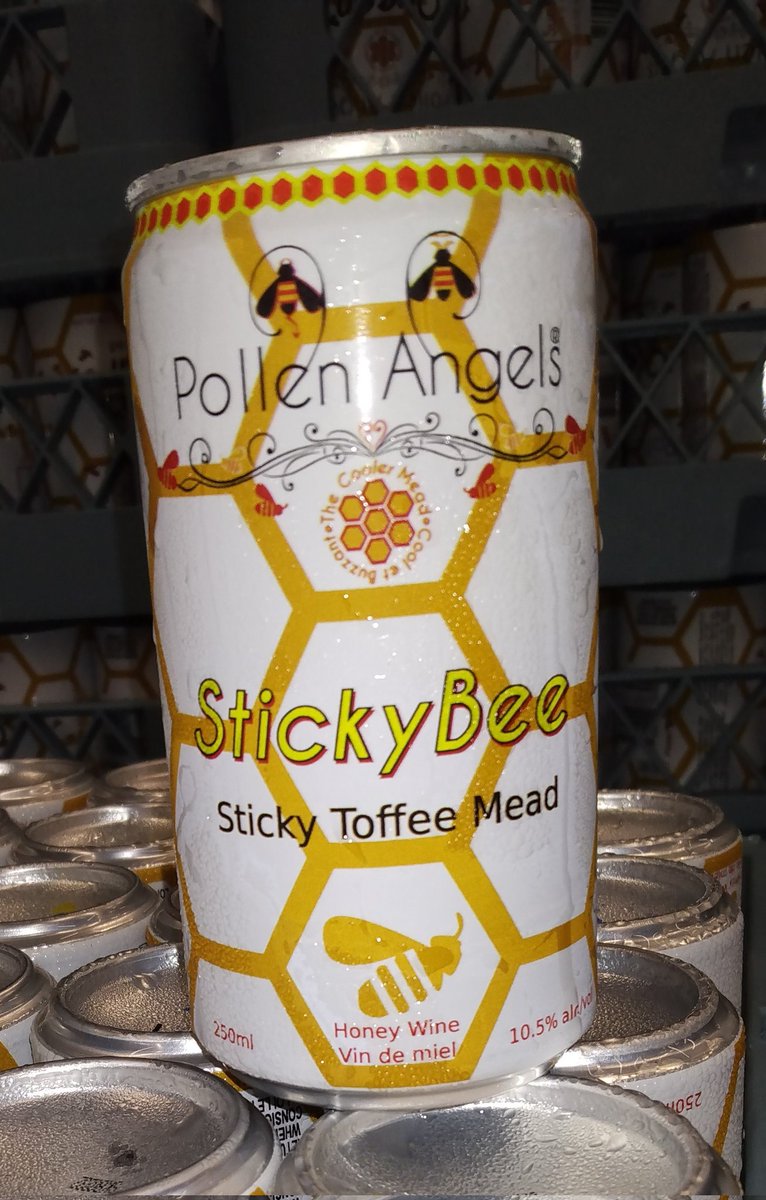 Pollen Angels®
The Cooler Mead • Cool et Buzzant •
StickyBee
Sticky Toffee Mead
Honey Wine
Vin de miel
250ml
10.5% alc/vol
250ml